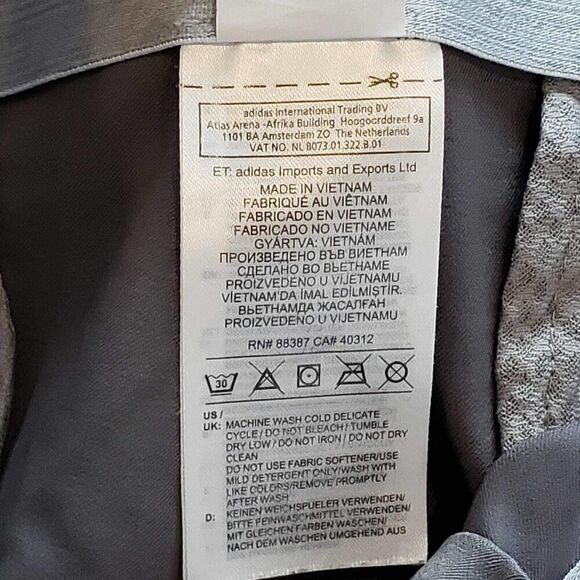 adidas International Trading BV
Atlas Arena -Afrika Building Hoogoorddreef 9a
1101 BA Amsterdam ZO The Netherlands
VAT NO. NL 8073.01.322.B.01
ET: adidas Imports and Exports Ltd
MADE IN VIETNAM
FABRIQUÉ AU VIÊTNAM
FABRICADO EN VIETNAM
FABRICADO NO VIETNAME
GYÁRTVA: VIETNÁM
ПРОИЗВЕДЕНО ВЪВ ВИЕТНАМ
СДЕЛАНО ВО ВЬЕТНАМЕ
PROIZVEDENO U VIJETNAMU
VİETNAM'DA İMAL EDİLMİŞTİR.
ВЬЕТНАМДА ЖАСАЛҒАН
PROIZVEDENO U VIJETNAMU
RN# 88387 CA# 40312
30
US /
UK: MACHINE WASH COLD DELICATE
CYCLE / DO NOT BLEACH / TUMBLE
DRY LOW / DO NOT IRON / DO NOT DRY
CLEAN
DO NOT USE FABRIC SOFTENER/USE
MILD DETERGENT ONLY/WASH WITH
LIKE COLORS/REMOVE PROMPTLY
AFTER WASH
D: KEINEN WEICHSPUELER VERWENDEN/
BITTE FEINWASCHMITTEL VERWENDEN/
MIT GLEICHEN FARBEN WASCHEN/
NACH DEM WASCHEN UMGEHEND AUS